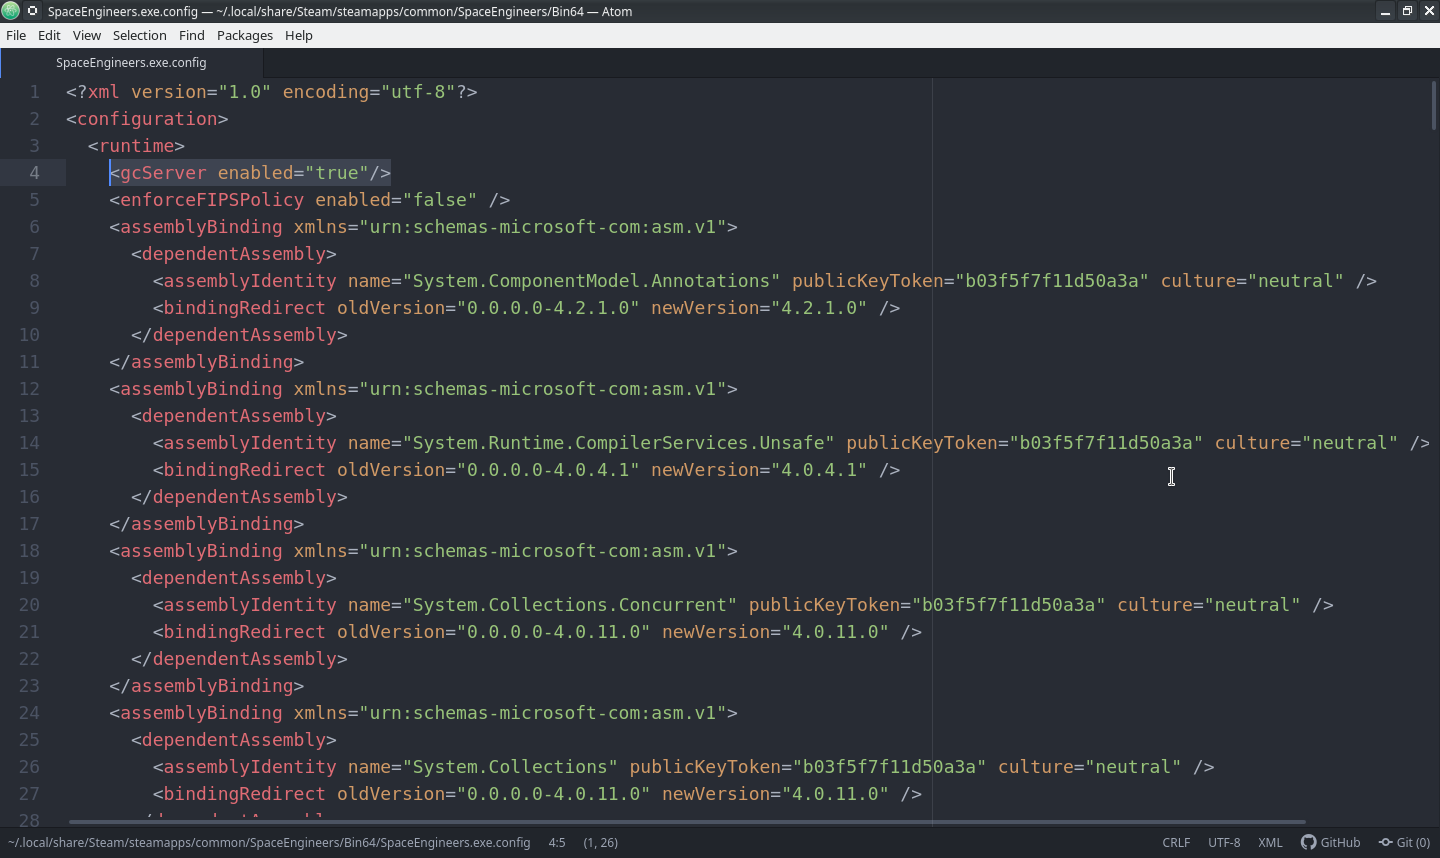 SpaceEngineers.exe.config — ~/.local/share/Steam/steamapps/common/SpaceEngineers/Bin64 — Atom
File Edit View Selection Find Packages Help
SpaceEngineers.exe.config
1 <?xml version="1.0" encoding="utf-8"?>
2 <configuration>
3   <runtime>
4     <gcServer enabled="true"/>
5     <enforceFIPSPolicy enabled="false" />
6     <assemblyBinding xmlns="urn:schemas-microsoft-com:asm.v1">
7       <dependentAssembly>
8         <assemblyIdentity name="System.ComponentModel.Annotations" publicKeyToken="b03f5f7f11d50a3a" culture="neutral" />
9         <bindingRedirect oldVersion="0.0.0.0-4.2.1.0" newVersion="4.2.1.0" />
10       </dependentAssembly>
11     </assemblyBinding>
12     <assemblyBinding xmlns="urn:schemas-microsoft-com:asm.v1">
13       <dependentAssembly>
14         <assemblyIdentity name="System.Runtime.CompilerServices.Unsafe" publicKeyToken="b03f5f7f11d50a3a" culture="neutral" />
15         <bindingRedirect oldVersion="0.0.0.0-4.0.4.1" newVersion="4.0.4.1" />
16       </dependentAssembly>
17     </assemblyBinding>
18     <assemblyBinding xmlns="urn:schemas-microsoft-com:asm.v1">
19       <dependentAssembly>
20         <assemblyIdentity name="System.Collections.Concurrent" publicKeyToken="b03f5f7f11d50a3a" culture="neutral" />
21         <bindingRedirect oldVersion="0.0.0.0-4.0.11.0" newVersion="4.0.11.0" />
22       </dependentAssembly>
23     </assemblyBinding>
24     <assemblyBinding xmlns="urn:schemas-microsoft-com:asm.v1">
25       <dependentAssembly>
26         <assemblyIdentity name="System.Collections" publicKeyToken="b03f5f7f11d50a3a" culture="neutral" />
27         <bindingRedirect oldVersion="0.0.0.0-4.0.11.0" newVersion="4.0.11.0" />
28
~/.local/share/Steam/steamapps/common/SpaceEngineers/Bin64/SpaceEngineers.exe.config 4:5 (1, 26) CRLF UTF-8 XML GitHub Git (0)